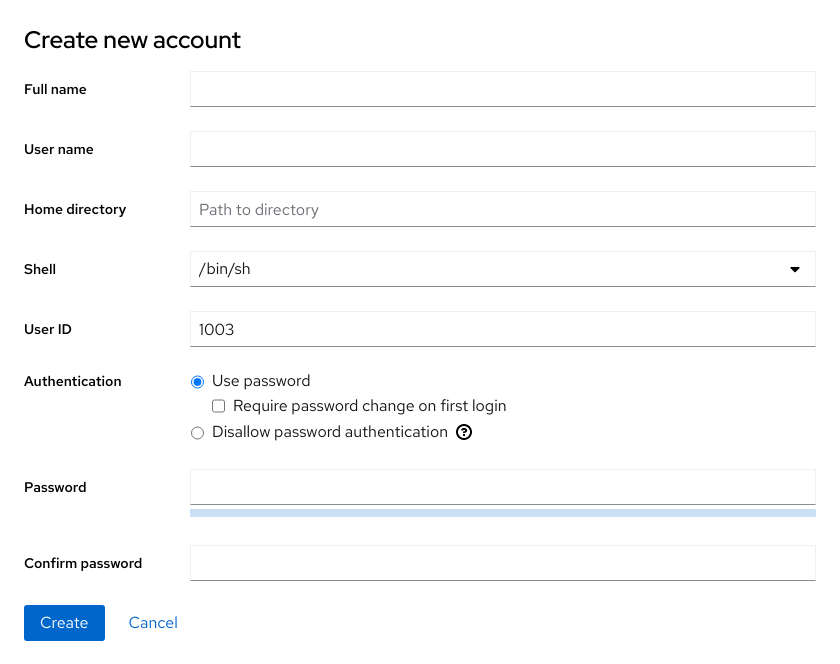 Create new account
Full name
User name
Home directory Path to directory
Shell /bin/sh
User ID 1003
Authentication Use password
Require password change on first login
Disallow password authentication ?
Password
Confirm password
Create Cancel